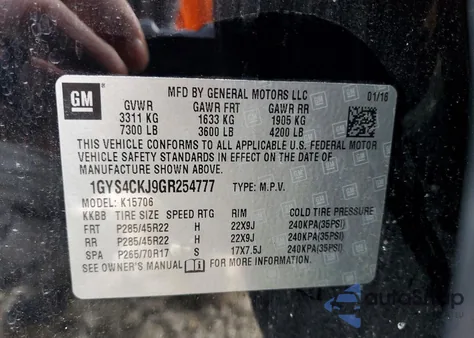 GM
MFD BY GENERAL MOTORS LLC 01/16
GVWR GAWR FRT GAWR RR
3311 KG 1633 KG 1905 KG
7300 LB 3600 LB 4200 LB
THIS VEHICLE CONFORMS TO ALL APPLICABLE U.S. FEDERAL MOTOR
VEHICLE SAFETY STANDARDS IN EFFECT ON THE DATE OF
MANUFACTURE SHOWN ABOVE.
1GYS4CKJ9GR254777 TYPE: M.P.V.
MODEL: K15706
KKBB TIRE SIZE SPEED RTG RIM COLD TIRE PRESSURE
FRT P285/45R22 H 22X9J 240KPA(35PSI)
RR P285/45R22 H 22X9J 240KPA(35PSI)
SPA P265/70R17 S 17X7.5J 240KPA(35PSI)
SEE OWNER'S MANUAL FOR MORE INFORMATION.
autoShop